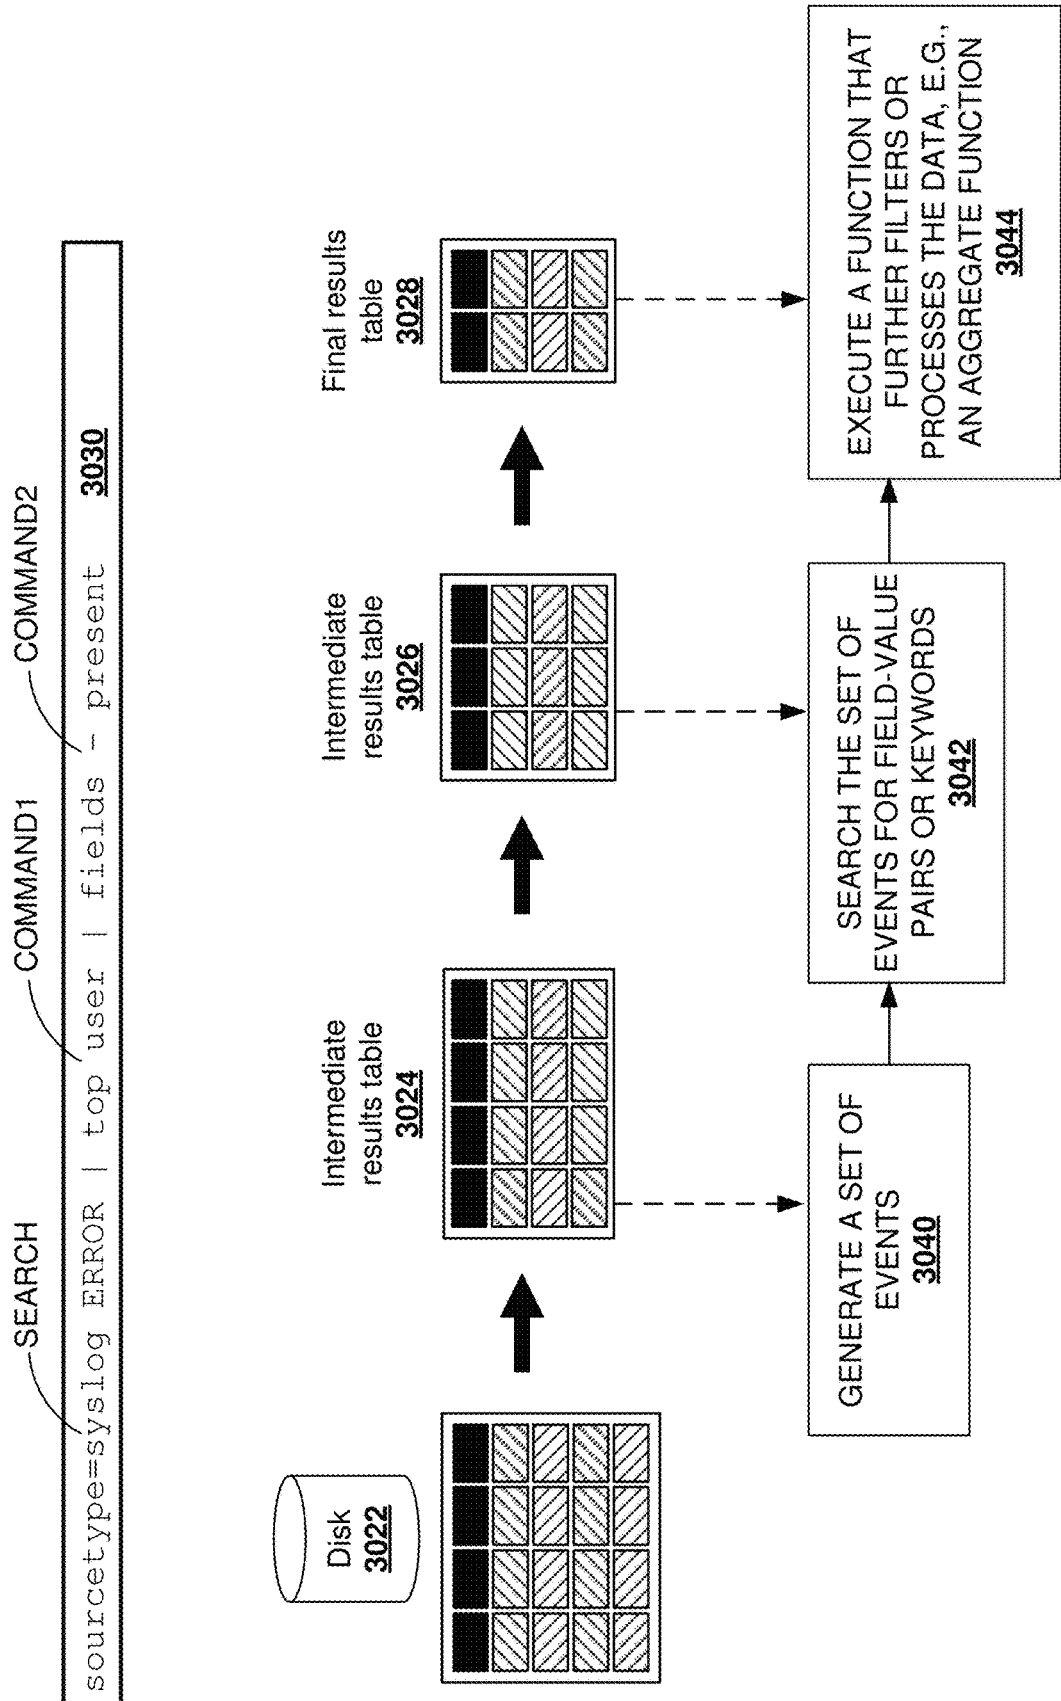 SEARCH
COMMAND1
COMMAND2
sourcetype=syslog ERROR | top user | fields - present 3030
Disk
3022
Intermediate
results table
3024
Intermediate
results table
3026
Final results
table
3028
GENERATE A SET OF
EVENTS
3040
SEARCH THE SET OF
EVENTS FOR FIELD-VALUE
PAIRS OR KEYWORDS
3042
EXECUTE A FUNCTION THAT
FURTHER FILTERS OR
PROCESSES THE DATA, E.G.,
AN AGGREGATE FUNCTION
3044